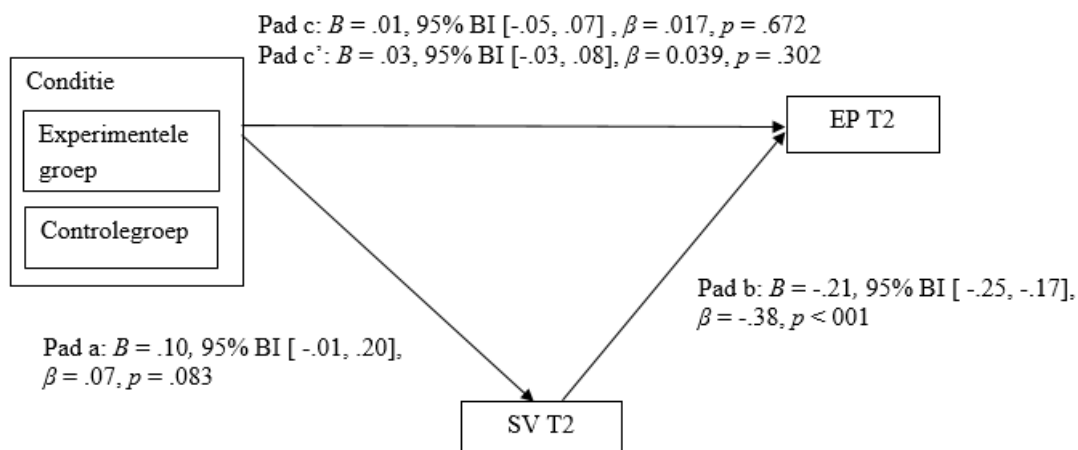 Pad c: B = .01, 95% BI [-.05, .07] , β = .017, p = .672
Pad c’: B = .03, 95% BI [-.03, .08], β = 0.039, p = .302
Conditie
Experimentele
groep
Controlegroep
EP T2
Pad b: B = -.21, 95% BI [ -.25, -.17],
β = -.38, p < 001
Pad a: B = .10, 95% BI [ -.01, .20],
β = .07, p = .083
SV T2